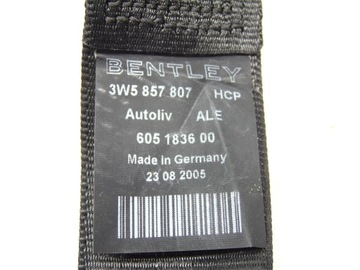 BENTLEY
3W5 857 807 HCP
Autoliv ALE
605 1836 00
Made in Germany
23 08 2005